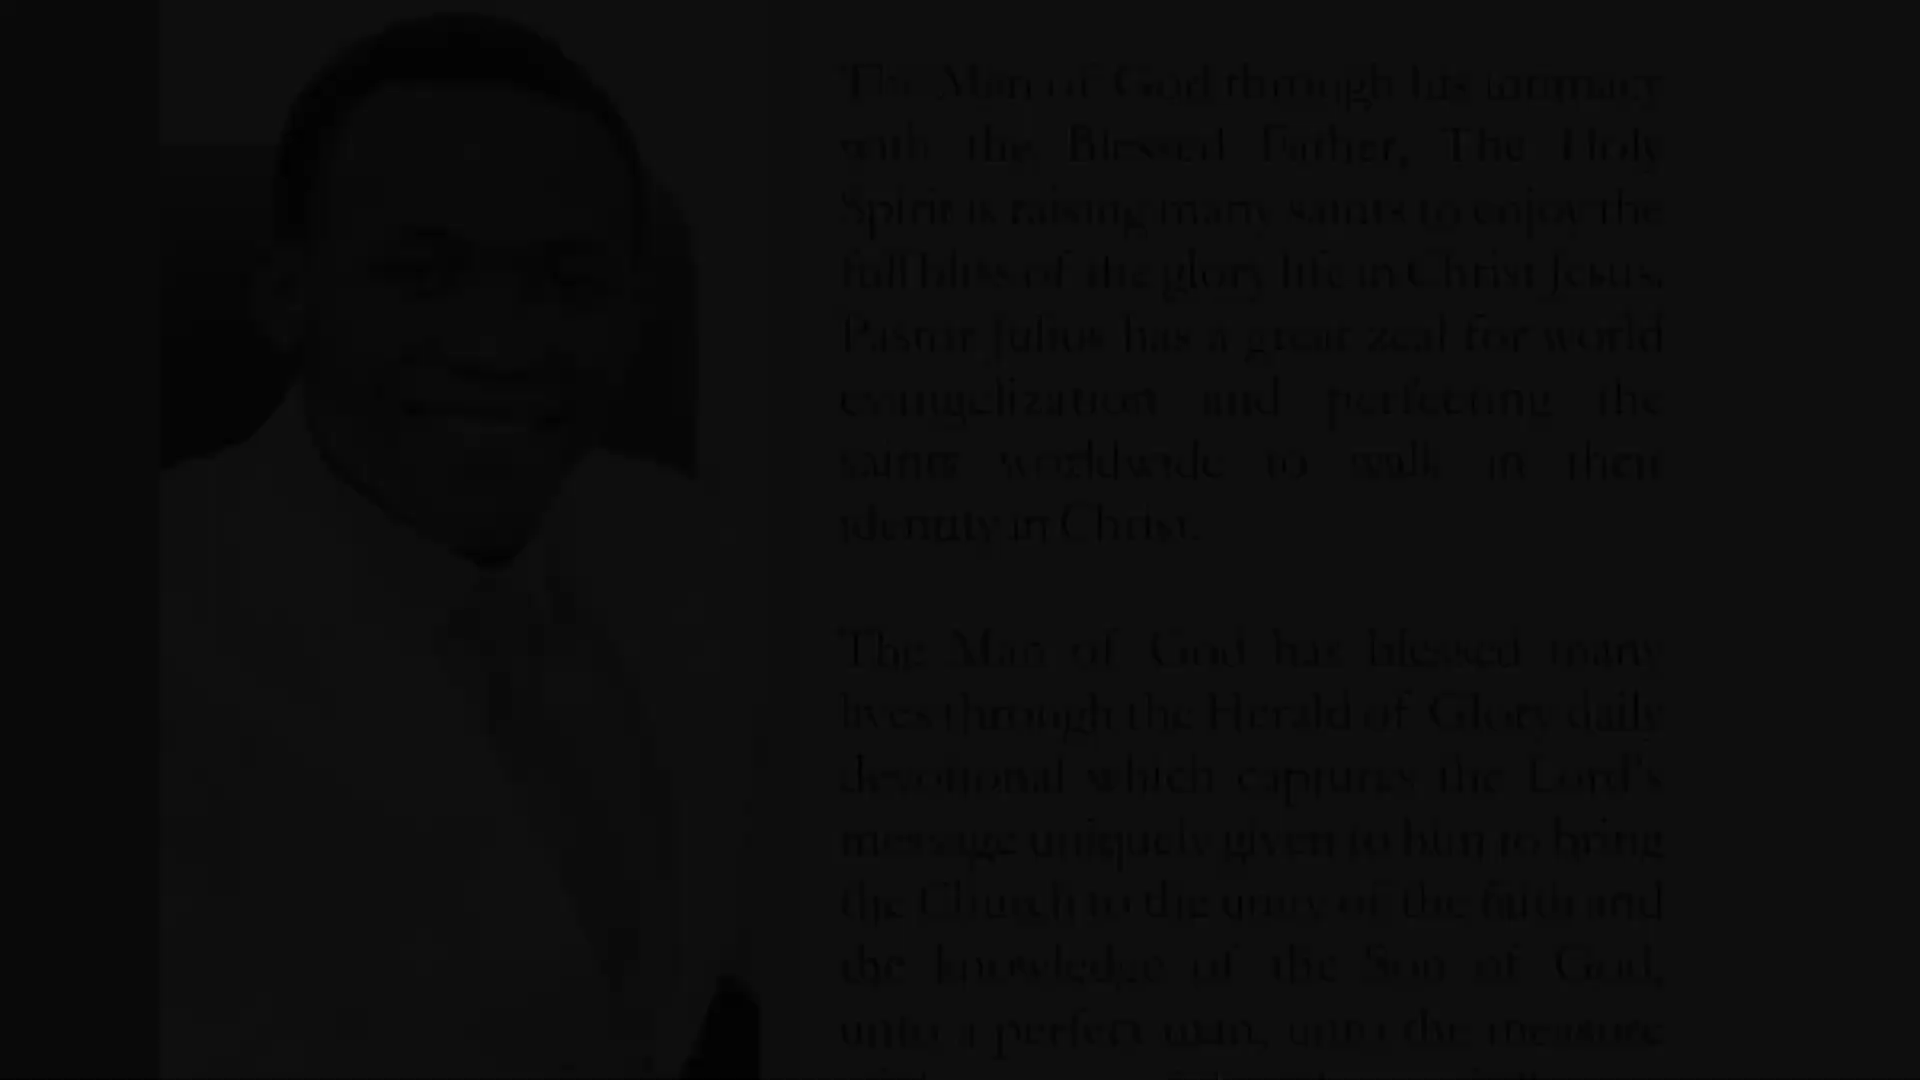 The Man of God through his intimacy
with the Blessed Father, The Holy
Spirit is raising many saints to enjoy the
full bliss of the glory life in Christ Jesus.
Pastor Julius has a great zeal for world
evangelization and perfecting the
saints worldwide to walk in their
identity in Christ.
The Man of God has blessed many
lives through the Herald of Glory daily
devotional which captures the Lord's
message uniquely given to him to bring
the Church to the unity of the faith and
the knowledge of the Son of God,
unto a perfect man, unto the measure